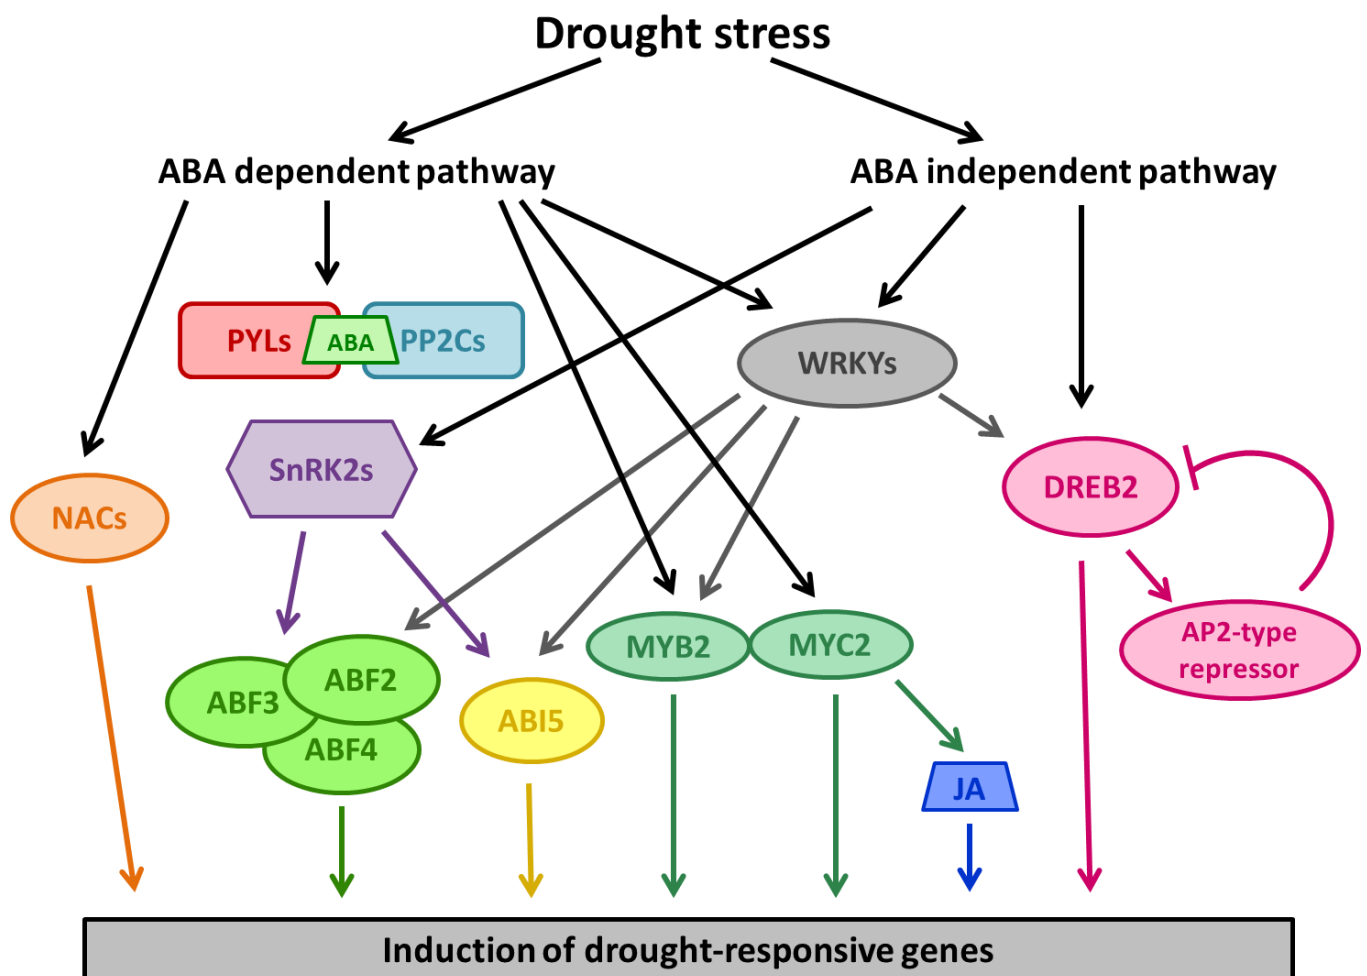 Drought stress
ABA dependent pathway
ABA independent pathway
PYLs
ABA
PP2Cs
WRKYs
SnRK2s
NACs
DREB2
MYB2
MYC2
AP2-type
repressor
ABF2
ABF3
ABF4
ABI5
JA
Induction of drought-responsive genes